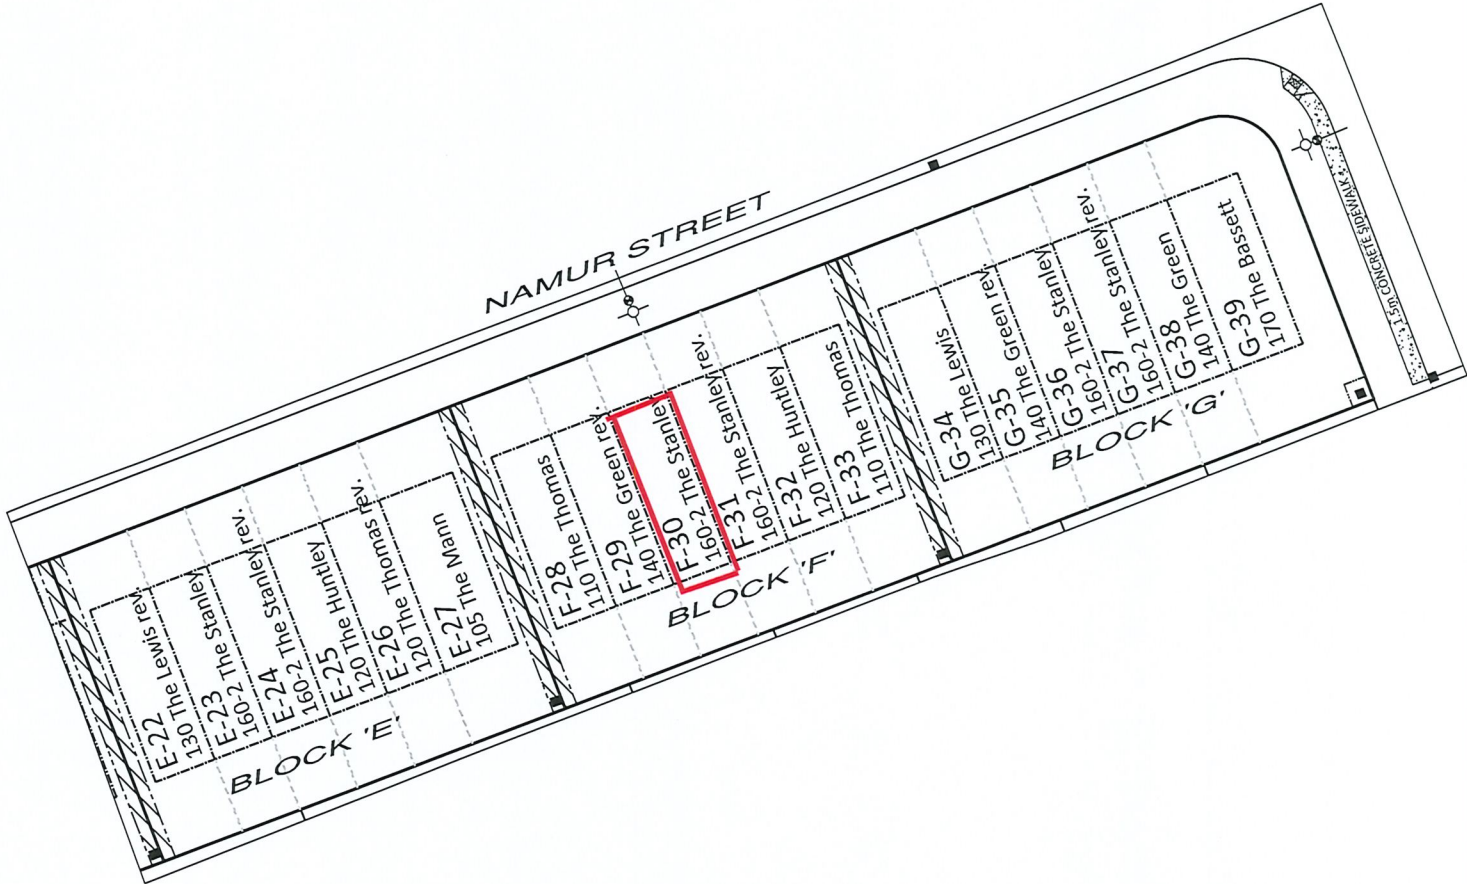 NAMUR STREET
1.5m CONCRETE SIDEWALK
E-22
130 The Lewis rev.
E-23
160-2 The Stanley
E-24
160-2 The Stanley rev.
E-25
120 The Huntley
E-26
120 The Thomas rev.
E-27
105 The Mann
BLOCK 'E'
F-28
110 The Thomas
F-29
140 The Green rev.
F-30
160-2 The Stanley
F-31
160-2 The Stanley rev.
F-32
120 The Huntley
F-33
110 The Thomas
BLOCK 'F'
G-34
130 The Lewis
G-35
140 The Green rev.
G-36
160-2 The Stanley
G-37
160-2 The Stanley rev.
G-38
140 The Green
G-39
170 The Bassett
BLOCK 'G'